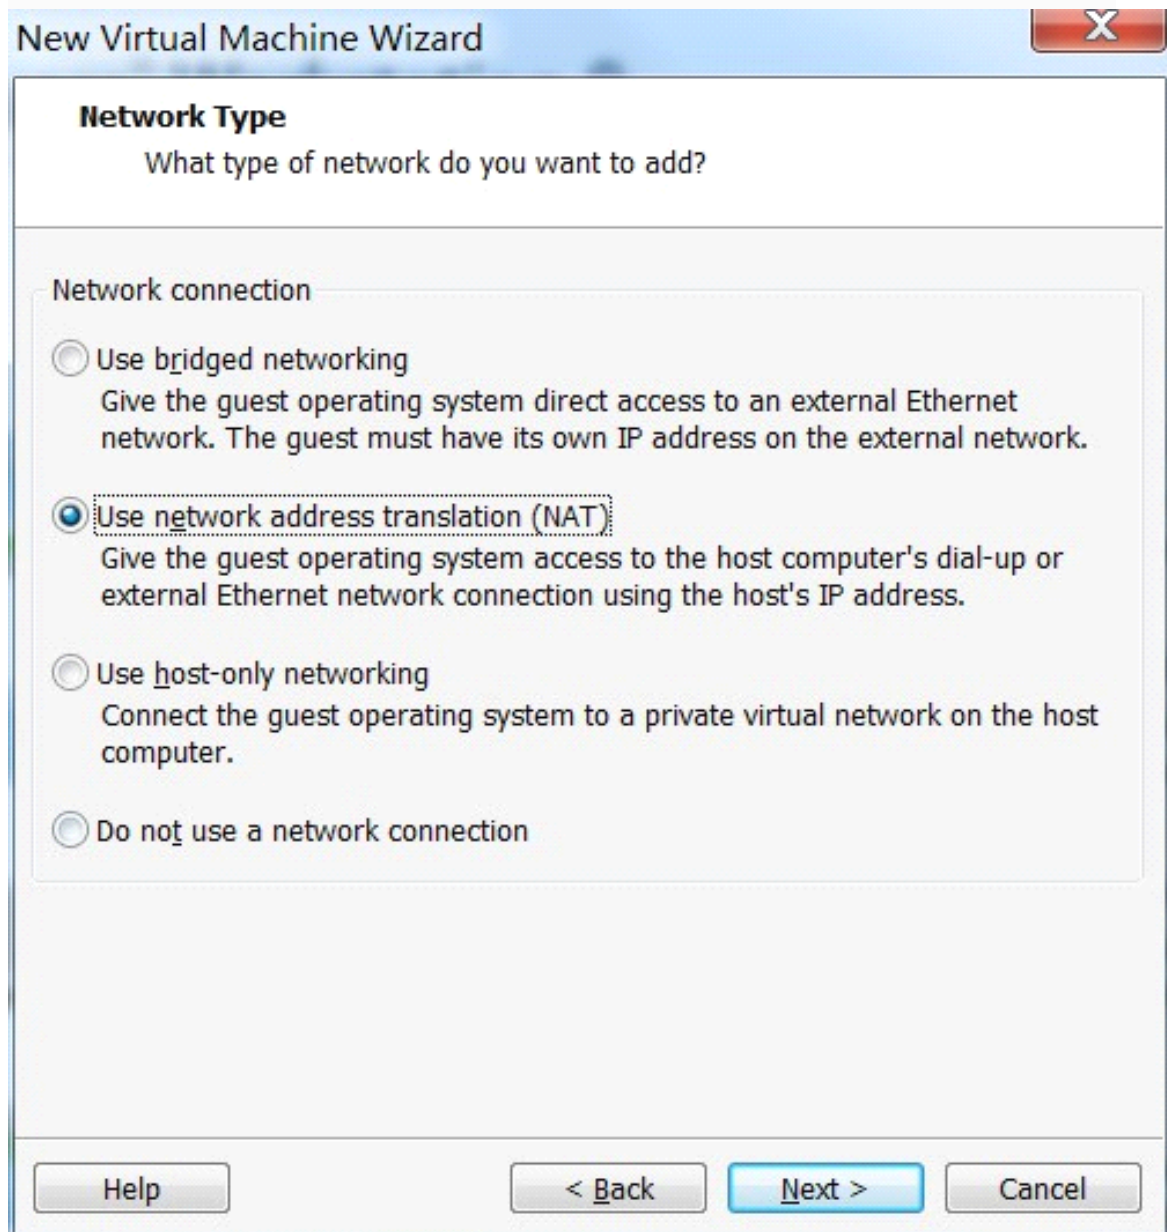 New Virtual Machine Wizard
Network Type
What type of network do you want to add?
Network connection
Use bridged networking
Give the guest operating system direct access to an external Ethernet
network. The guest must have its own IP address on the external network.
Use network address translation (NAT)
Give the guest operating system access to the host computer's dial-up or
external Ethernet network connection using the host's IP address.
Use host-only networking
Connect the guest operating system to a private virtual network on the host
computer.
Do not use a network connection
Help
< Back
Next >
Cancel